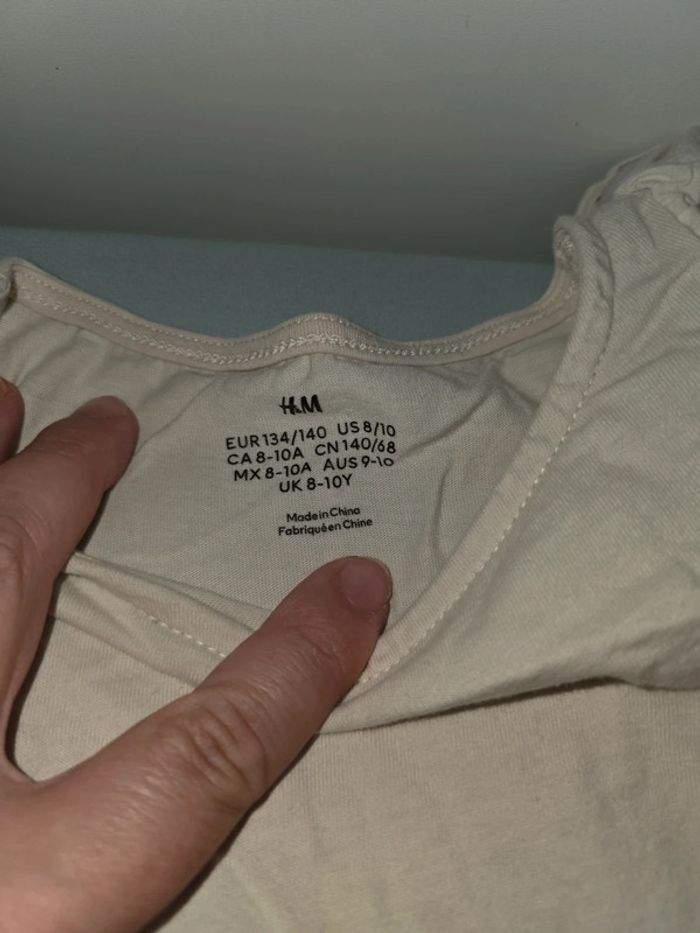 H&M
EUR 134/140 US 8/10
CA 8-10A CN 140/68
MX 8-10A AUS 9-10
UK 8-10Y
Made in China
Fabriqué en Chine